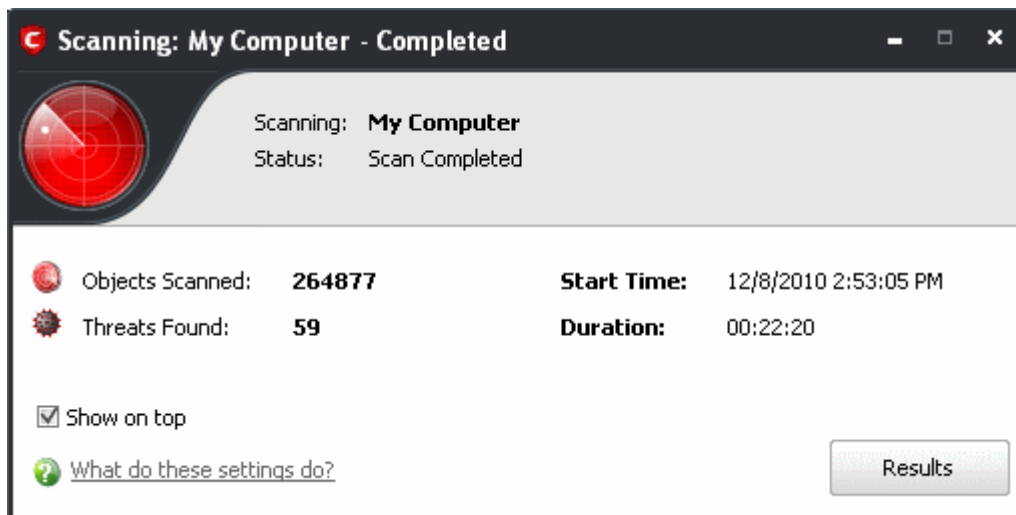 Scanning: My Computer - Completed
Scanning: My Computer
Status: Scan Completed
Objects Scanned: 264877 Start Time: 12/8/2010 2:53:05 PM
Threats Found: 59 Duration: 00:22:20
Show on top
What do these settings do?
Results